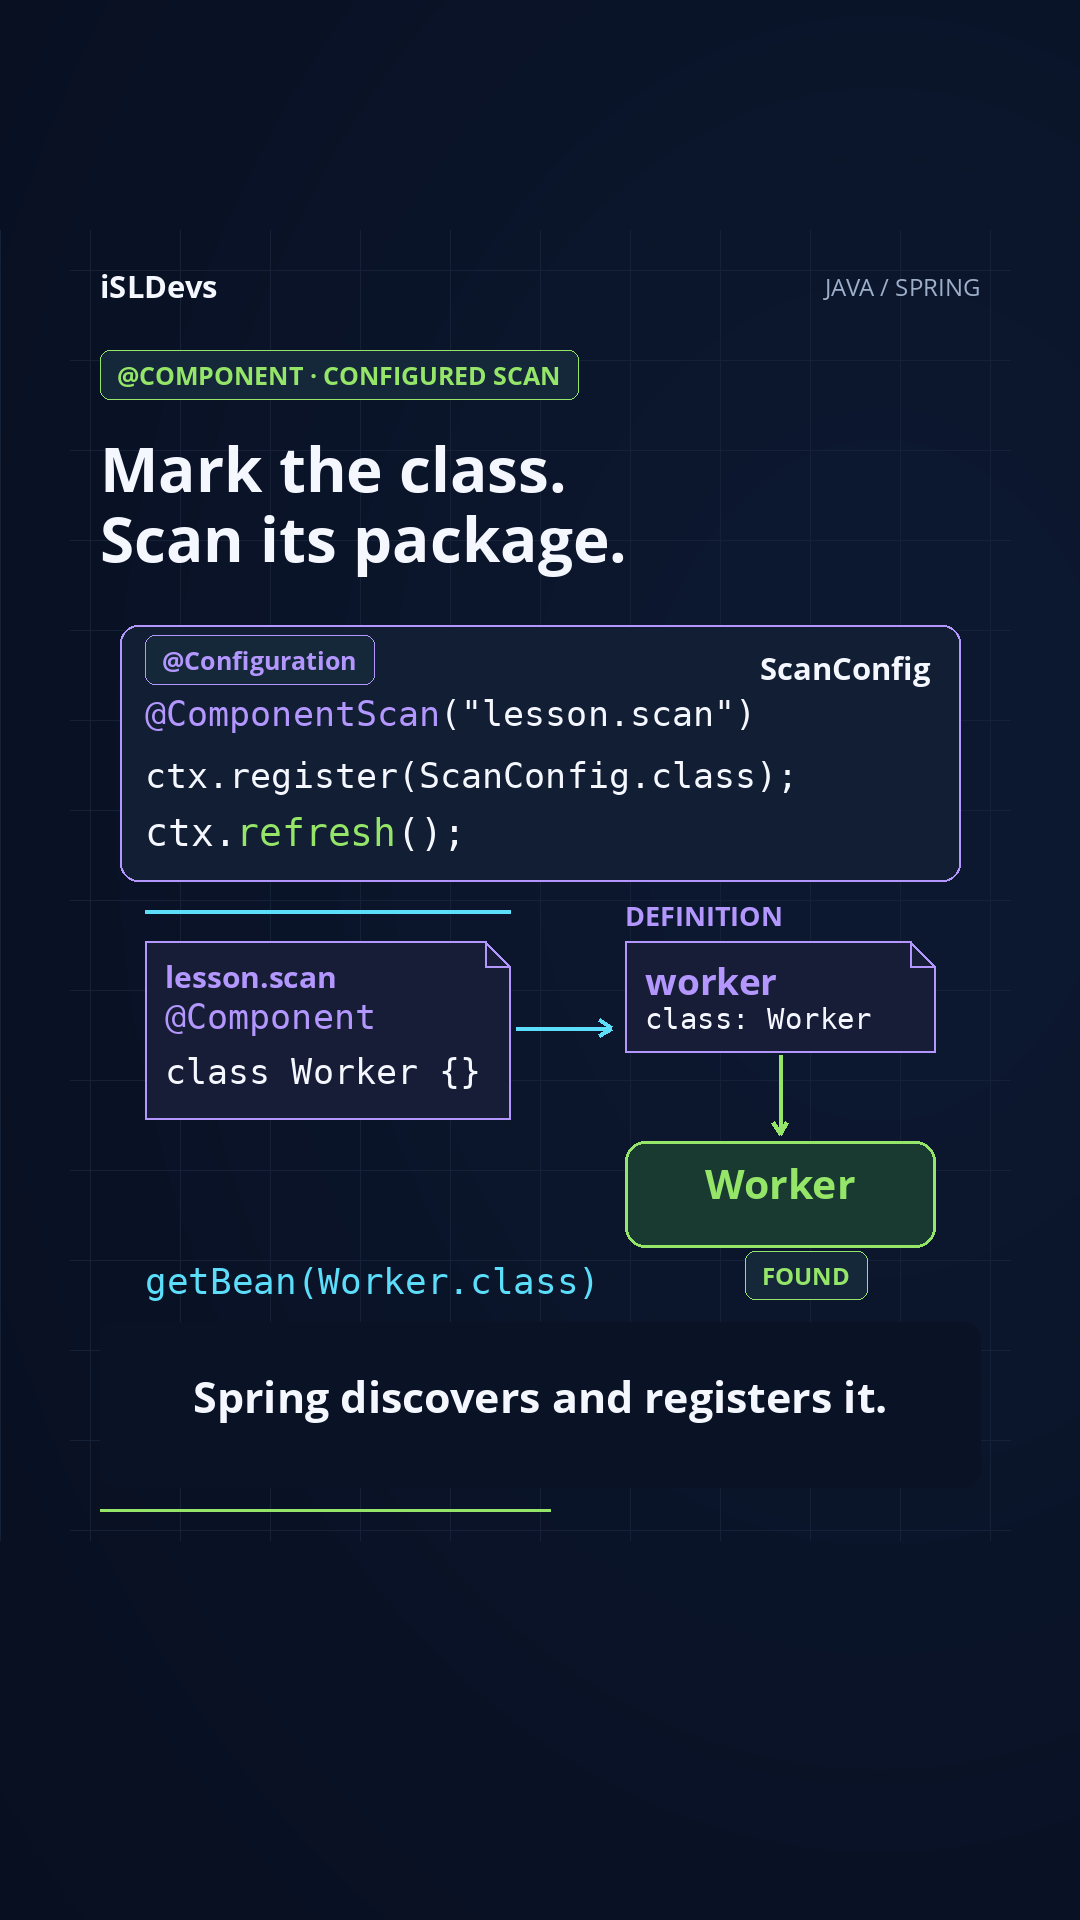 iSLDevs
JAVA / SPRING
@COMPONENT · CONFIGURED SCAN
Mark the class.
Scan its package.
@Configuration
ScanConfig
@ComponentScan("lesson.scan")
ctx.register(ScanConfig.class);
ctx.refresh();
lesson.scan
@Component
class Worker {}
DEFINITION
worker
class: Worker
Worker
getBean(Worker.class)
FOUND
Spring discovers and registers it.